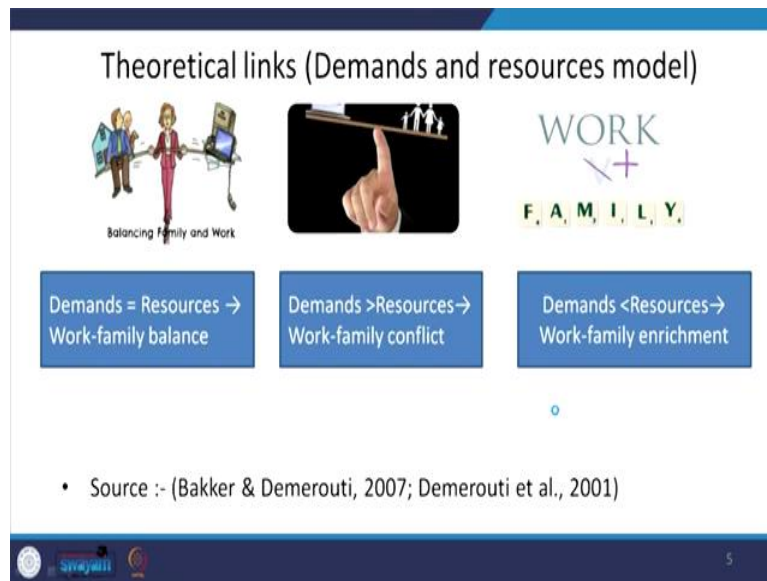 Theoretical links (Demands and resources model)
Balancing Family and Work
WORK
+
FAMILY
Demands = Resources →
Work-family balance
Demands >Resources→
Work-family conflict
Demands <Resources→
Work-family enrichment
• Source :- (Bakker & Demerouti, 2007; Demerouti et al., 2001)
swayam
5